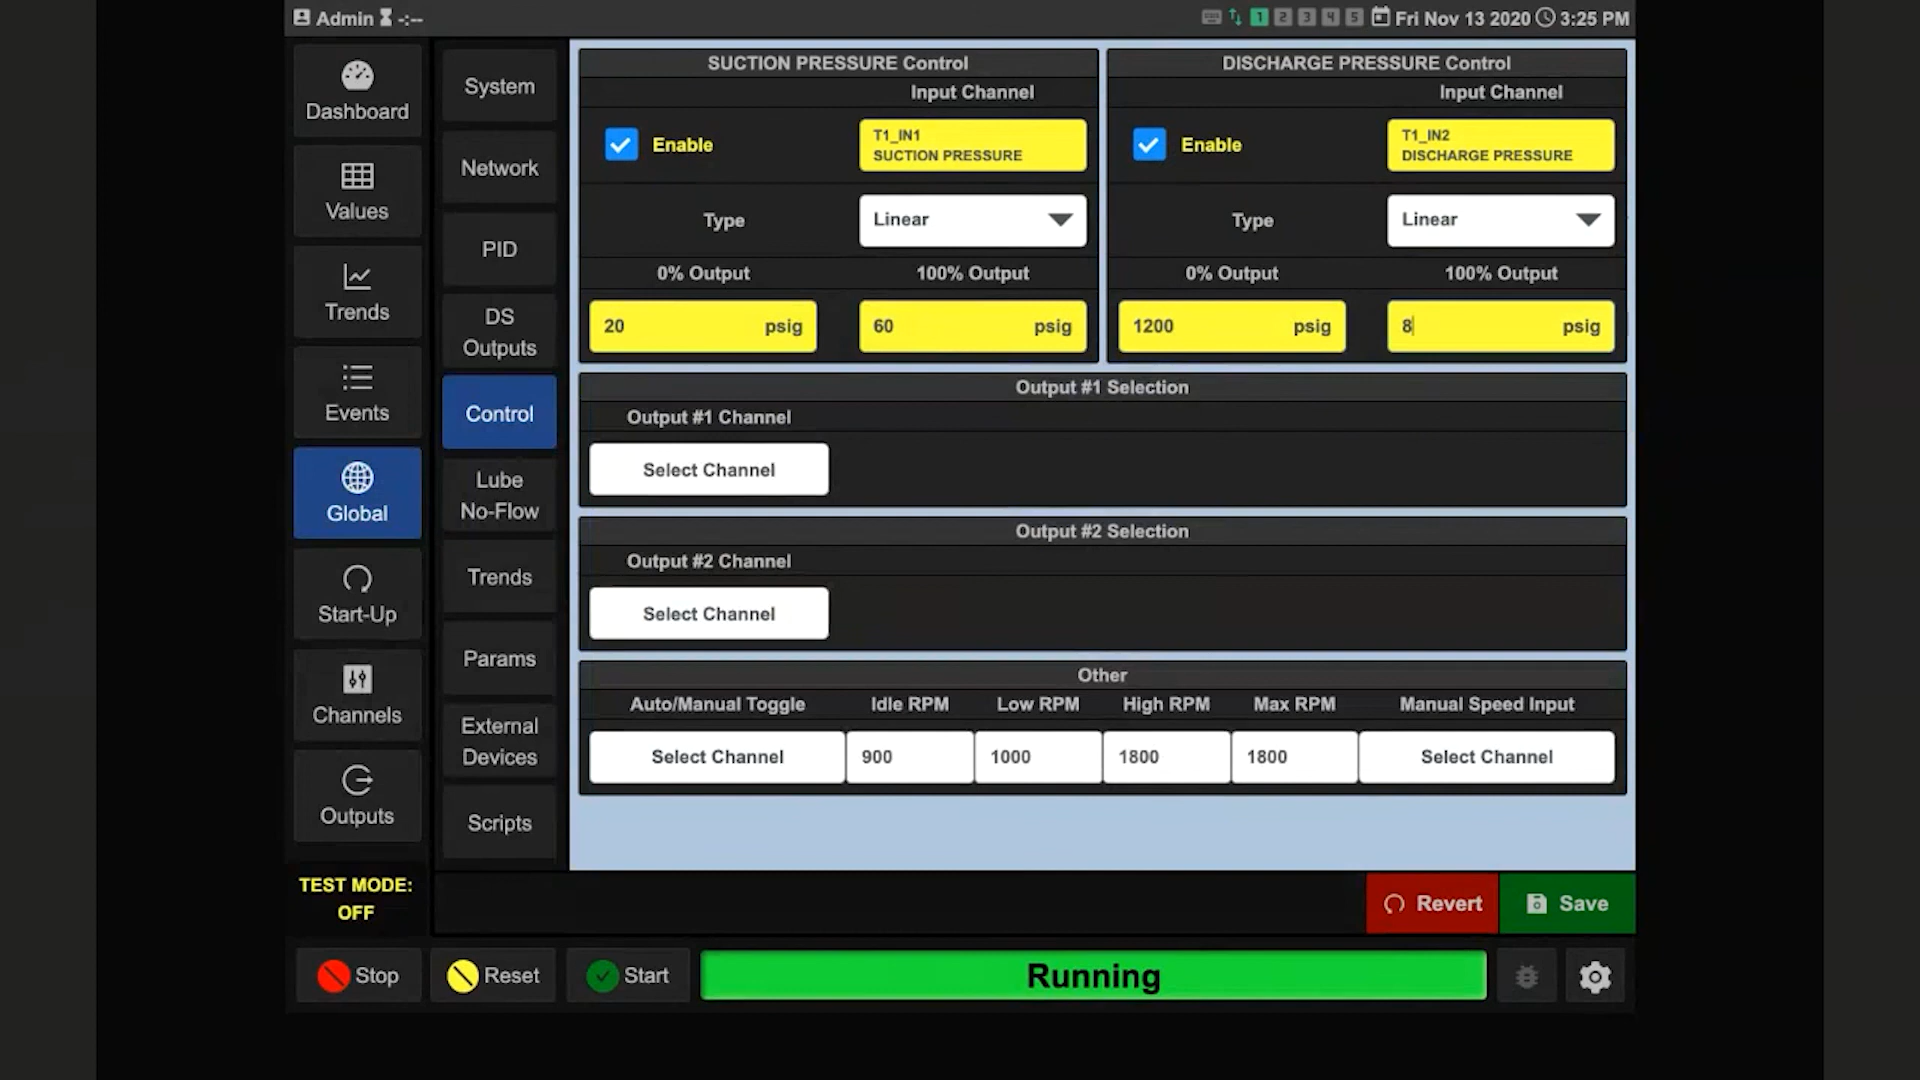 Admin -:--
1 2 3 4 5 Fri Nov 13 2020 3:25 PM
Dashboard
Values
Trends
Events
Global
Start-Up
Channels
Outputs
TEST MODE:
OFF
System
Network
PID
DS
Outputs
Control
Lube
No-Flow
Trends
Params
External
Devices
Scripts
SUCTION PRESSURE Control
Input Channel
Enable
T1_IN1
SUCTION PRESSURE
Type
Linear
0% Output 100% Output
20 psig 60 psig
DISCHARGE PRESSURE Control
Input Channel
Enable
T1_IN2
DISCHARGE PRESSURE
Type
Linear
0% Output 100% Output
1200 psig 8 psig
Output #1 Selection
Output #1 Channel
Select Channel
Output #2 Selection
Output #2 Channel
Select Channel
Other
Auto/Manual Toggle Idle RPM Low RPM High RPM Max RPM Manual Speed Input
Select Channel 900 1000 1800 1800 Select Channel
Revert Save
Stop Reset Start Running